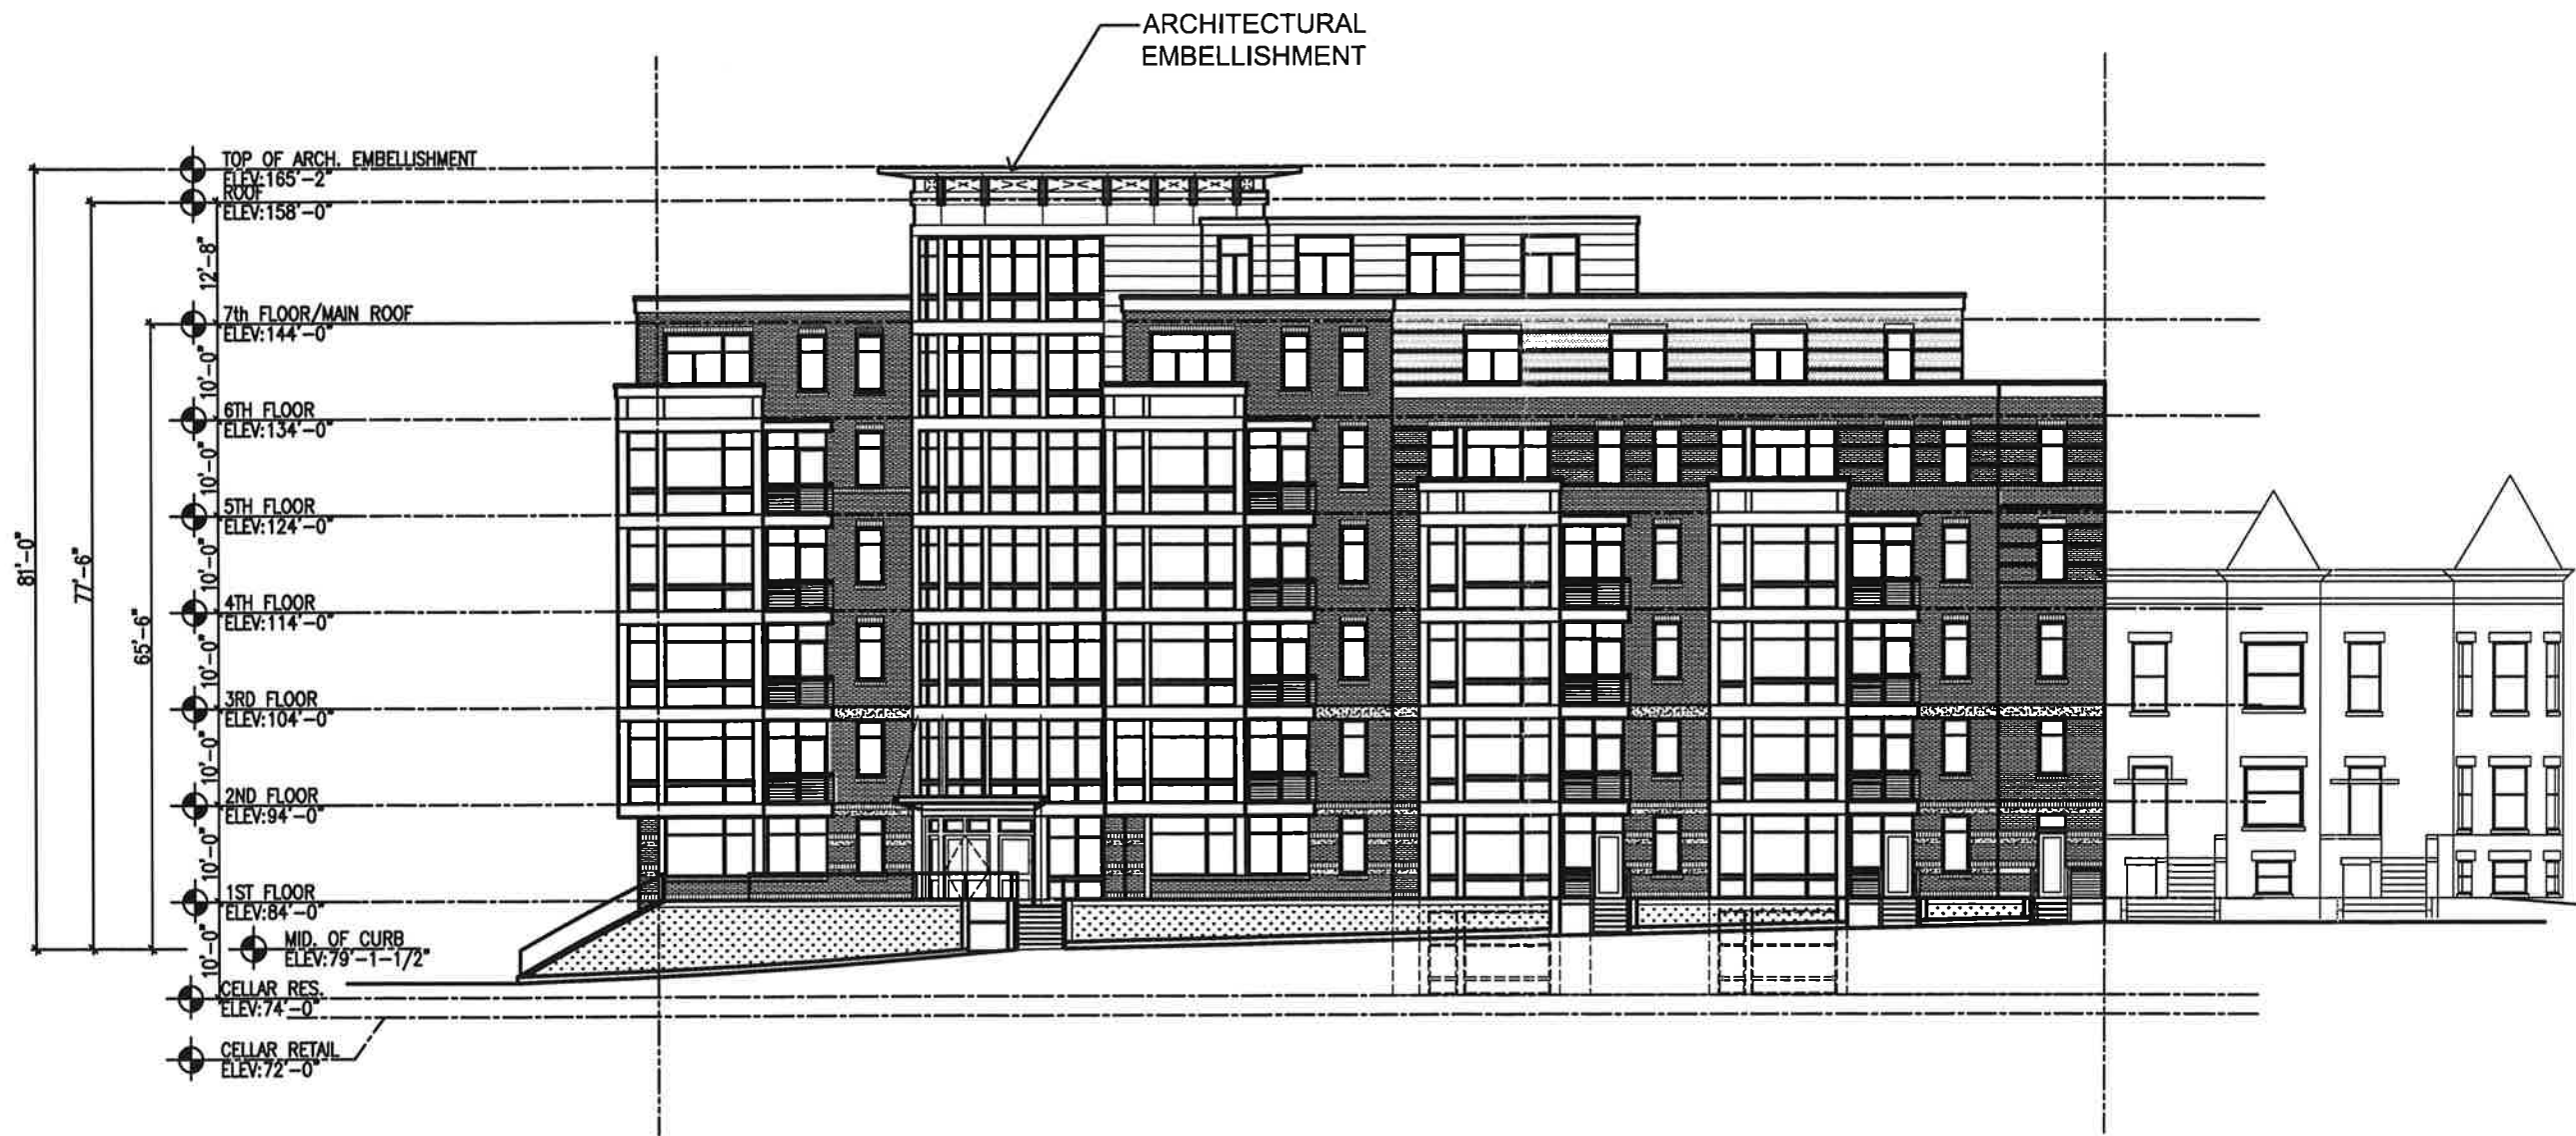 ARCHITECTURAL
EMBELLISHMENT
TOP OF ARCH. EMBELLISHMENT
ELEV:165'-2"
ROOF
ELEV:158'-0"
12'-8"
7th FLOOR/MAIN ROOF
ELEV:144'-0"
10'-0"
6TH FLOOR
ELEV:134'-0"
10'-0"
5TH FLOOR
ELEV:124'-0"
10'-0"
4TH FLOOR
ELEV:114'-0"
10'-0"
3RD FLOOR
ELEV:104'-0"
10'-0"
2ND FLOOR
ELEV:94'-0"
10'-0"
1ST FLOOR
ELEV:84'-0"
10'-0"
MID. OF CURB
ELEV:79'-1-1/2"
CELLAR RES.
ELEV:74'-0"
CELLAR RETAIL
ELEV:72'-0"
81'-0"
77'-6"
65'-6"